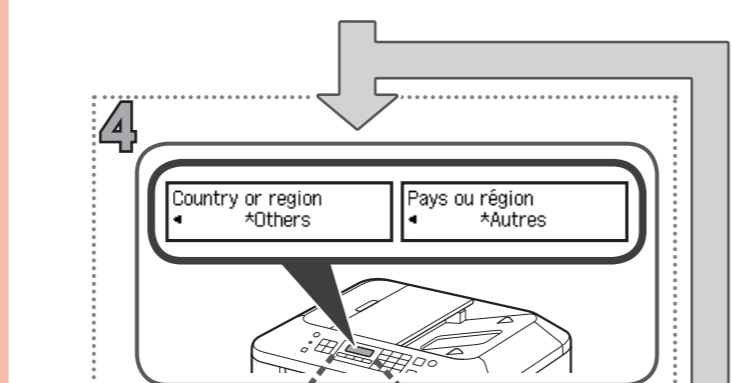 4
Country or region
◄ *Others
Pays ou région
◄ *Autres